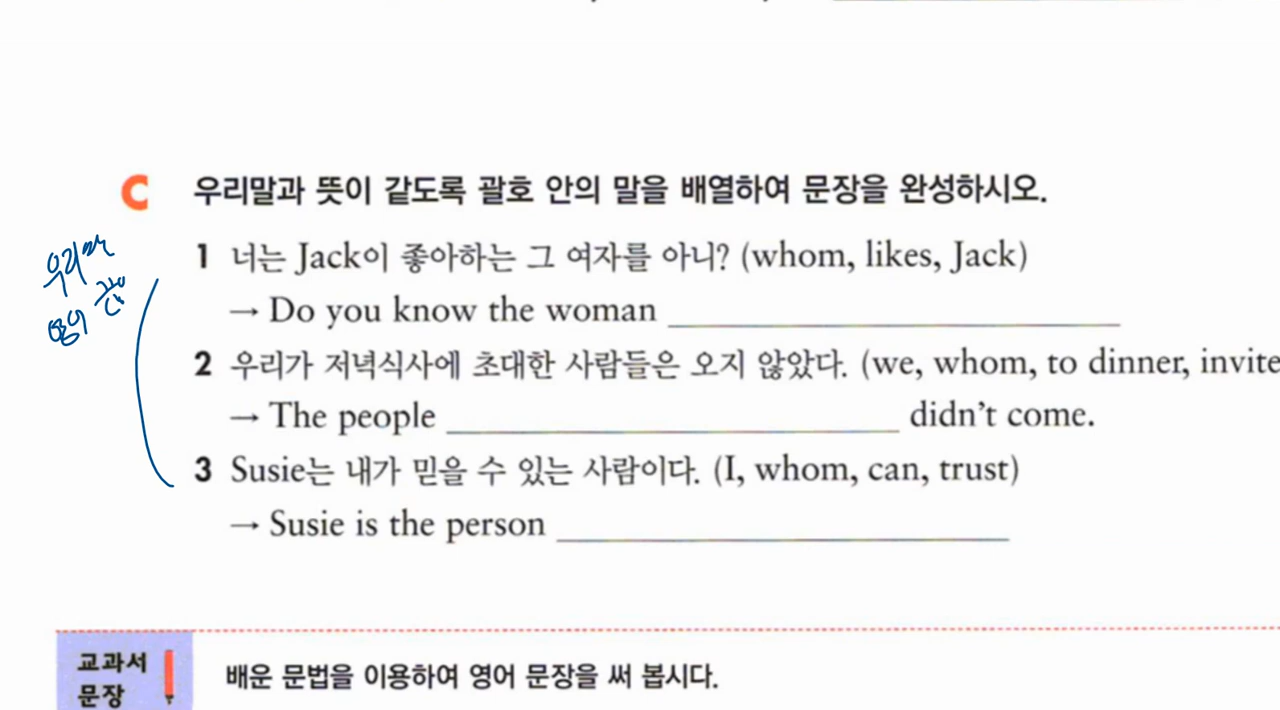 C 우리말과 뜻이 같도록 괄호 안의 말을 배열하여 문장을 완성하시오.
1 너는 Jack이 좋아하는 그 여자를 아니? (whom, likes, Jack)
→ Do you know the woman
2 우리가 저녁식사에 초대한 사람들은 오지 않았다. (we, whom, to dinner, invite
→ The people didn't come.
3 Susie는 내가 믿을 수 있는 사람이다. (I, whom, can, trust)
→ Susie is the person
교과서
문장
배운 문법을 이용하여 영어 문장을 써 봅시다.